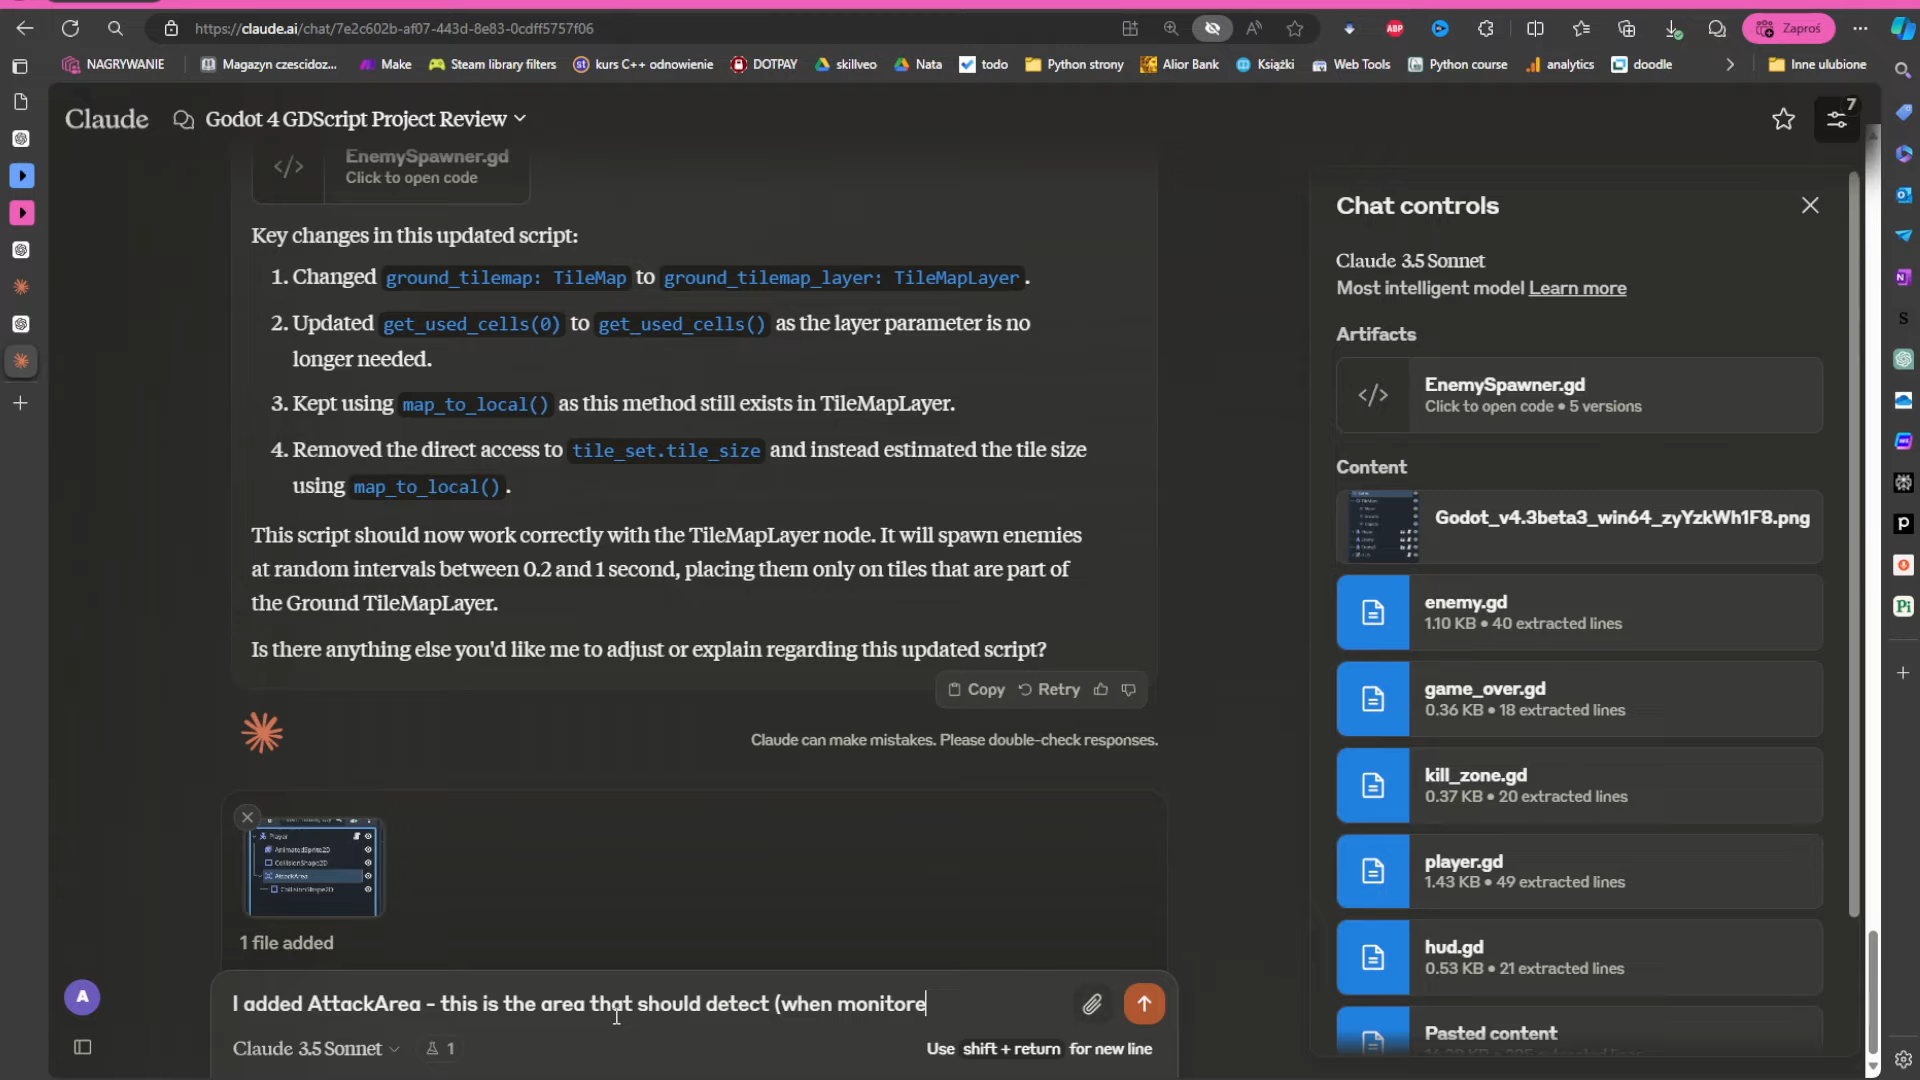 https://claude.ai/chat/7e2c602b-af07-443d-8e83-0cdff5757f06
ABP
Zaproś
NAGRYWANIE
Magazyn czescidoz...
Make
Steam library filters
kurs C++ odnowienie
DOTPAY
skillveo
Nata
todo
Python strony
Alior Bank
Książki
Web Tools
Python course
analytics
doodle
Inne ulubione
Claude
Godot 4 GDScript Project Review
7
EnemySpawner.gd
Click to open code
Key changes in this updated script:
1. Changed ground_tilemap: TileMap to ground_tilemap_layer: TileMapLayer.
2. Updated get_used_cells(0) to get_used_cells() as the layer parameter is no
longer needed.
3. Kept using map_to_local() as this method still exists in TileMapLayer.
4. Removed the direct access to tile_set.tile_size and instead estimated the tile size
using map_to_local().
This script should now work correctly with the TileMapLayer node. It will spawn enemies
at random intervals between 0.2 and 1 second, placing them only on tiles that are part of
the Ground TileMapLayer.
Is there anything else you'd like me to adjust or explain regarding this updated script?
Copy
Retry
Claude can make mistakes. Please double-check responses.
Player
AnimatedSprite2D
CollisionShape2D
AttackArea
CollisionShape2D
1 file added
A
I added AttackArea - this is the area that should detect (when monitore
Claude 3.5 Sonnet
1
Use shift + return for new line
Chat controls
Claude 3.5 Sonnet
Most intelligent model Learn more
Artifacts
EnemySpawner.gd
Click to open code • 5 versions
Content
Godot_v4.3beta3_win64_zyYzkWh1F8.png
enemy.gd
1.10 KB • 40 extracted lines
game_over.gd
0.36 KB • 18 extracted lines
kill_zone.gd
0.37 KB • 20 extracted lines
player.gd
1.43 KB • 49 extracted lines
hud.gd
0.53 KB • 21 extracted lines
Pasted content